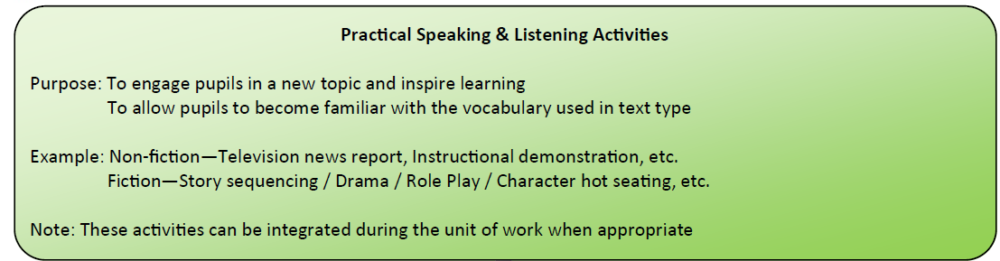 Practical Speaking & Listening Activities
Purpose: To engage pupils in a new topic and inspire learning
To allow pupils to become familiar with the vocabulary used in text type
Example: Non-fiction—Television news report, Instructional demonstration, etc.
Fiction—Story sequencing / Drama / Role Play / Character hot seating, etc.
Note: These activities can be integrated during the unit of work when appropriate